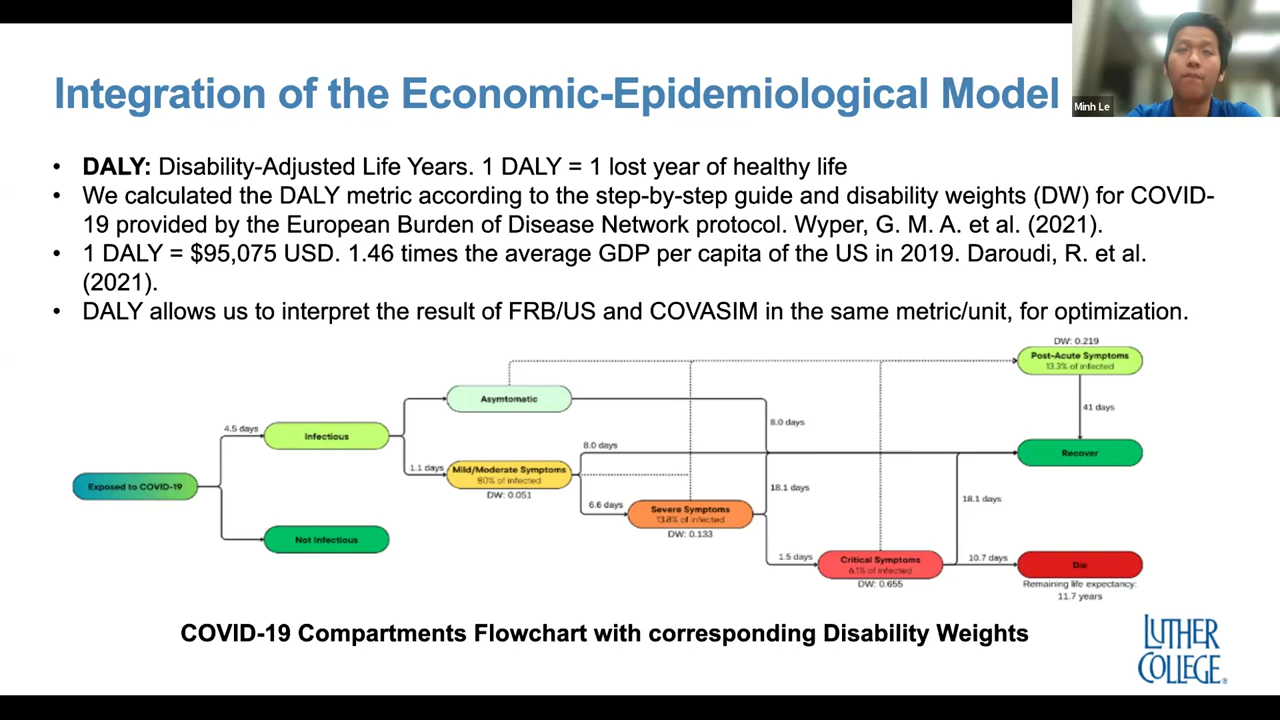 Integration of the Economic-Epidemiological Model
Minh Le
• DALY: Disability-Adjusted Life Years. 1 DALY = 1 lost year of healthy life
• We calculated the DALY metric according to the step-by-step guide and disability weights (DW) for COVID-
19 provided by the European Burden of Disease Network protocol. Wyper, G. M. A. et al. (2021).
• 1 DALY = $95,075 USD. 1.46 times the average GDP per capita of the US in 2019. Daroudi, R. et al.
(2021).
• DALY allows us to interpret the result of FRB/US and COVASIM in the same metric/unit, for optimization.
DW: 0.219
Post-Acute Symptoms
13.3% of infected
Asymtomatic
41 days
8.0 days
4.5 days
Infectious
8.0 days
Recover
1.1 days
Mild/Moderate Symptoms
80% of infected
DW: 0.051
Exposed to COVID-19
18.1 days
18.1 days
6.6 days
Severe Symptoms
13.8% of infected
DW: 0.133
Not Infectious
1.5 days
Critical Symptoms
6.1% of infected
DW: 0.655
10.7 days
Die
Remaining life expectancy:
11.7 years
COVID-19 Compartments Flowchart with corresponding Disability Weights
LUTHER
COLLEGE®